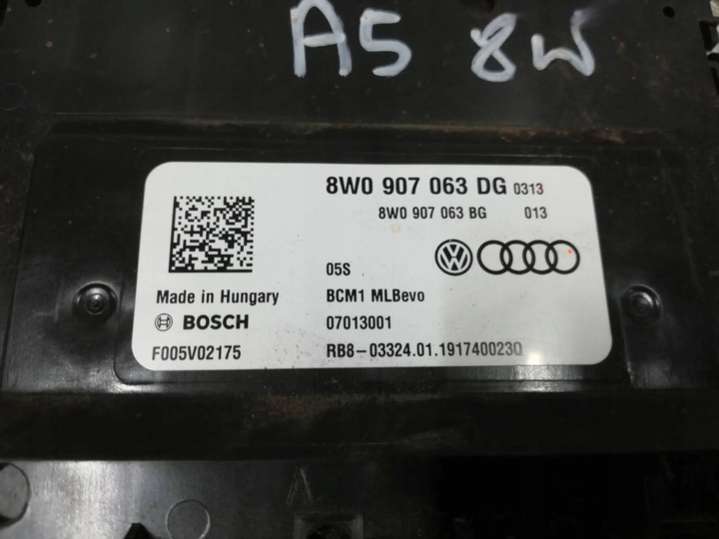 A5 8W
8W0 907 063 DG 0313
8W0 907 063 BG 013
05S
Made in Hungary BCM1 MLBevo
BOSCH 07013001
F005V02175 RB8-03324.01.1917400230